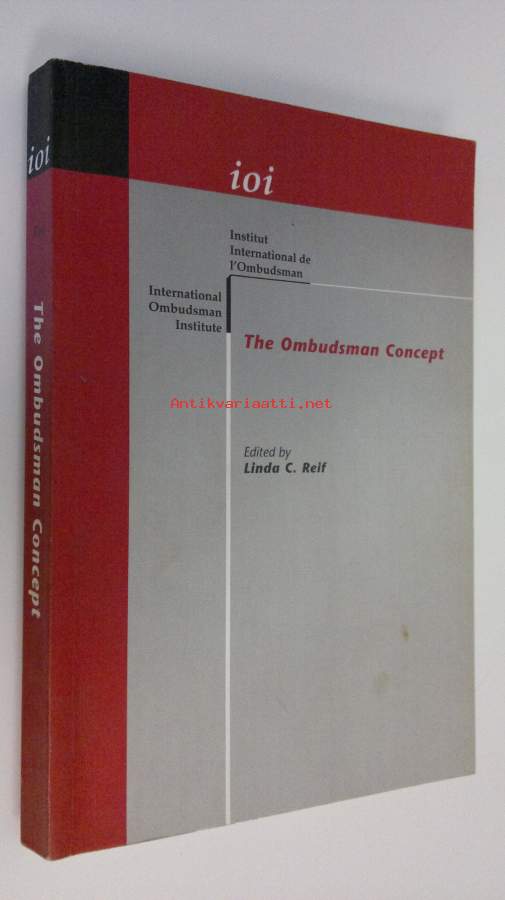 ioi
The Ombudsman Concept
ioi
Institut
International de
l'Ombudsman
International
Ombudsman
Institute
The Ombudsman Concept
Antikvariaatti.net
Edited by
Linda C. Reif